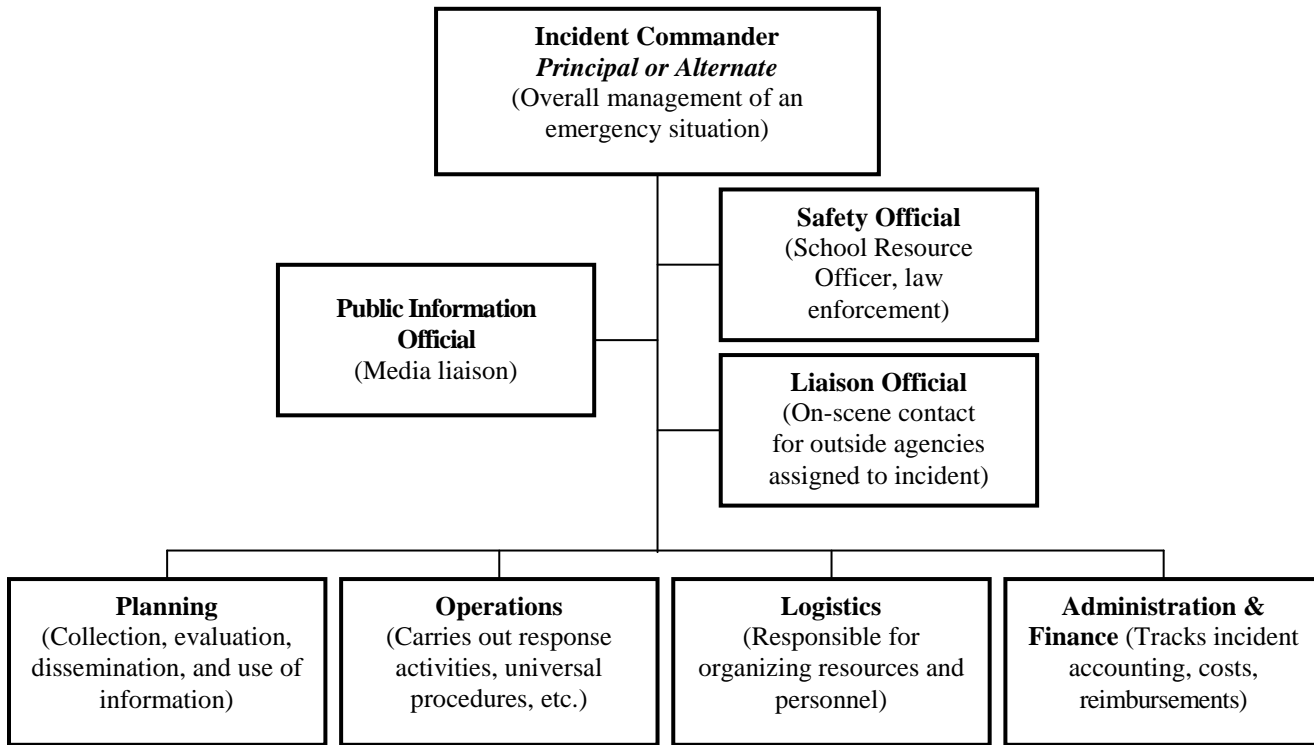 Incident Commander
Principal or Alternate
(Overall management of an
emergency situation)
Safety Official
(School Resource
Officer, law
enforcement)
Public Information
Official
(Media liaison)
Liaison Official
(On-scene contact
for outside agencies
assigned to incident)
Planning
(Collection, evaluation,
dissemination, and use of
information)
Operations
(Carries out response
activities, universal
procedures, etc.)
Logistics
(Responsible for
organizing resources and
personnel)
Administration &
Finance (Tracks incident
accounting, costs,
reimbursements)